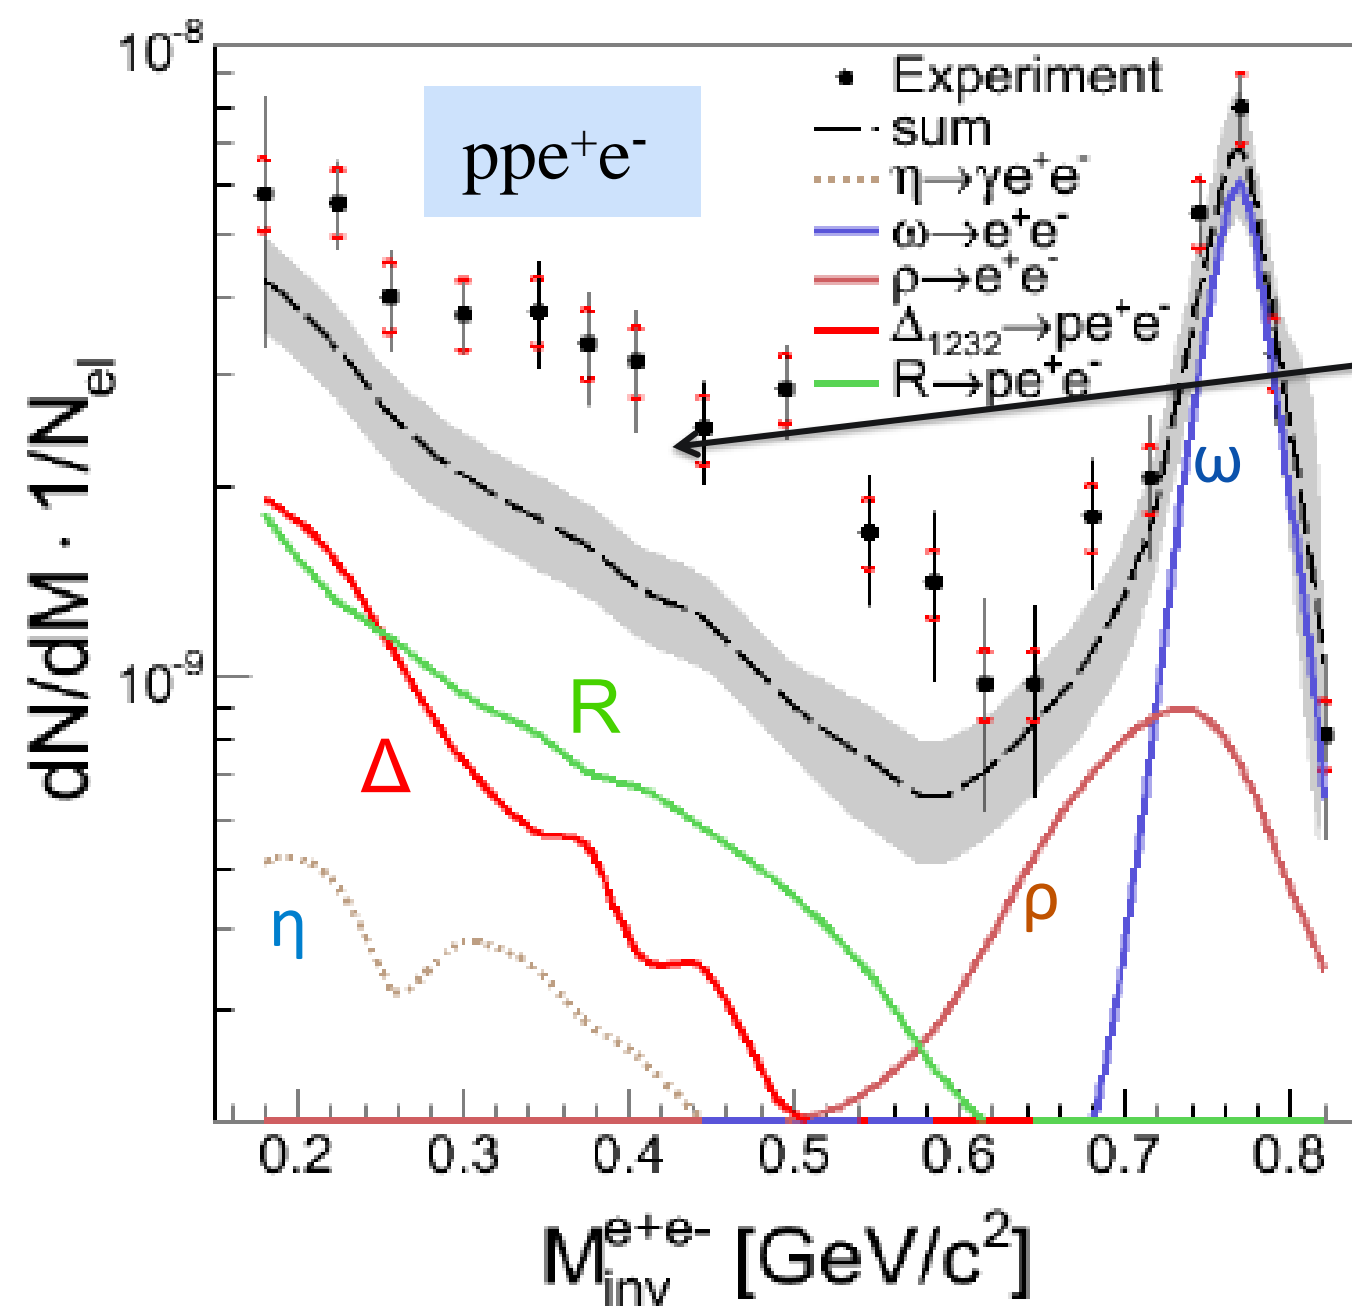 10⁻⁸
Experiment
sum
η→γe⁺e⁻
ω→e⁺e⁻
ρ→e⁺e⁻
Δ₁₂₃₂→pe⁺e⁻
R→pe⁺e⁻
ppe⁺e⁻
ω
dN/dM · 1/Nel
10⁻⁹
R
Δ
η
ρ
0.2 0.3 0.4 0.5 0.6 0.7 0.8
M inv e+e- [GeV/c²]